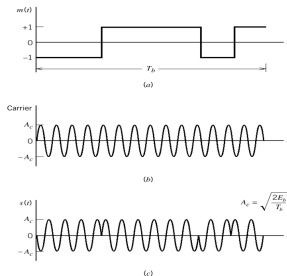 m(t)
+1
0
−1
T_b
(a)
Carrier
A_c
0
−A_c
(b)
s(t)
A_c = √(2E_b/T_b)
A_c
0
−A_c
(c)